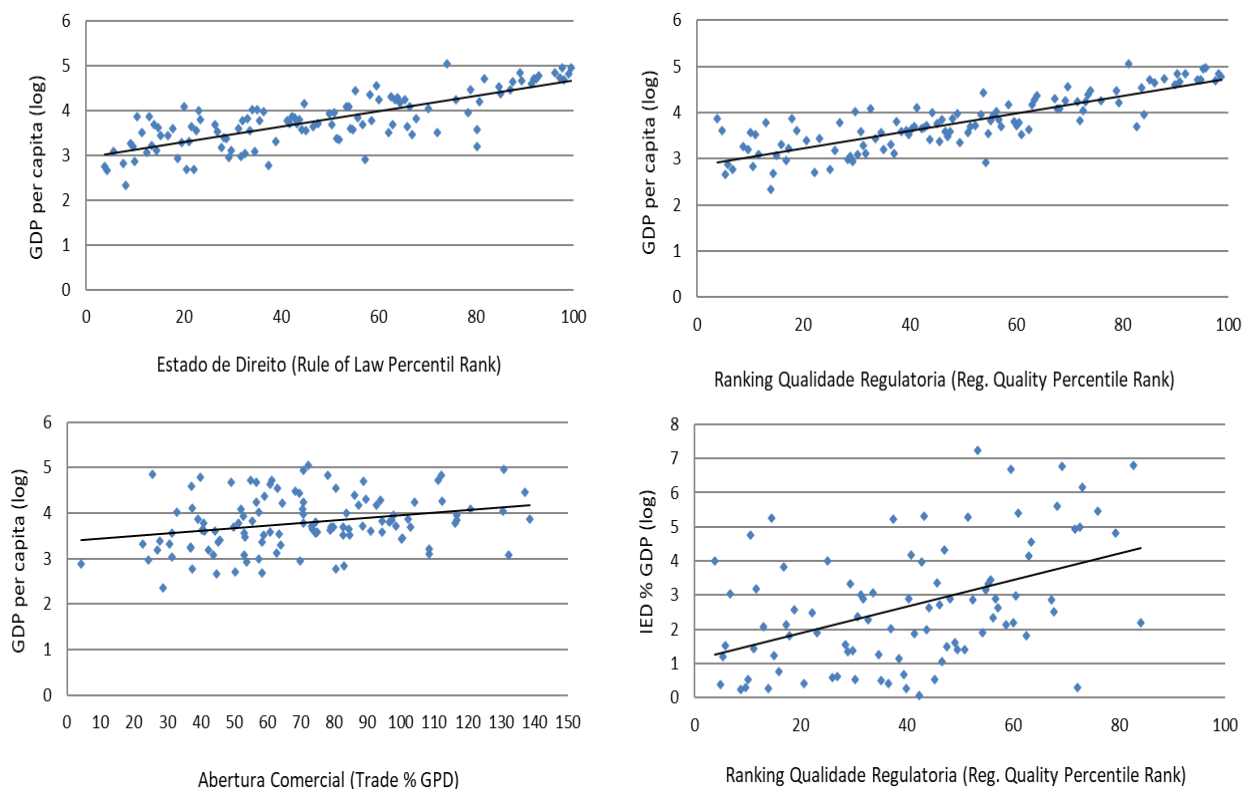 6
5
4
3
2
1
0
GDP per capita (log)
0 20 40 60 80 100
Estado de Direito (Rule of Law Percentil Rank)
6
5
4
3
2
1
0
GDP per capita (log)
0 20 40 60 80 100
Ranking Qualidade Regulatoria (Reg. Quality Percentile Rank)
6
5
4
3
2
1
0
GDP per capita (log)
0 10 20 30 40 50 60 70 80 90 100 110 120 130 140 150
Abertura Comercial (Trade % GPD)
8
7
6
5
4
3
2
1
0
IED % GDP (log)
0 20 40 60 80 100
Ranking Qualidade Regulatoria (Reg. Quality Percentile Rank)